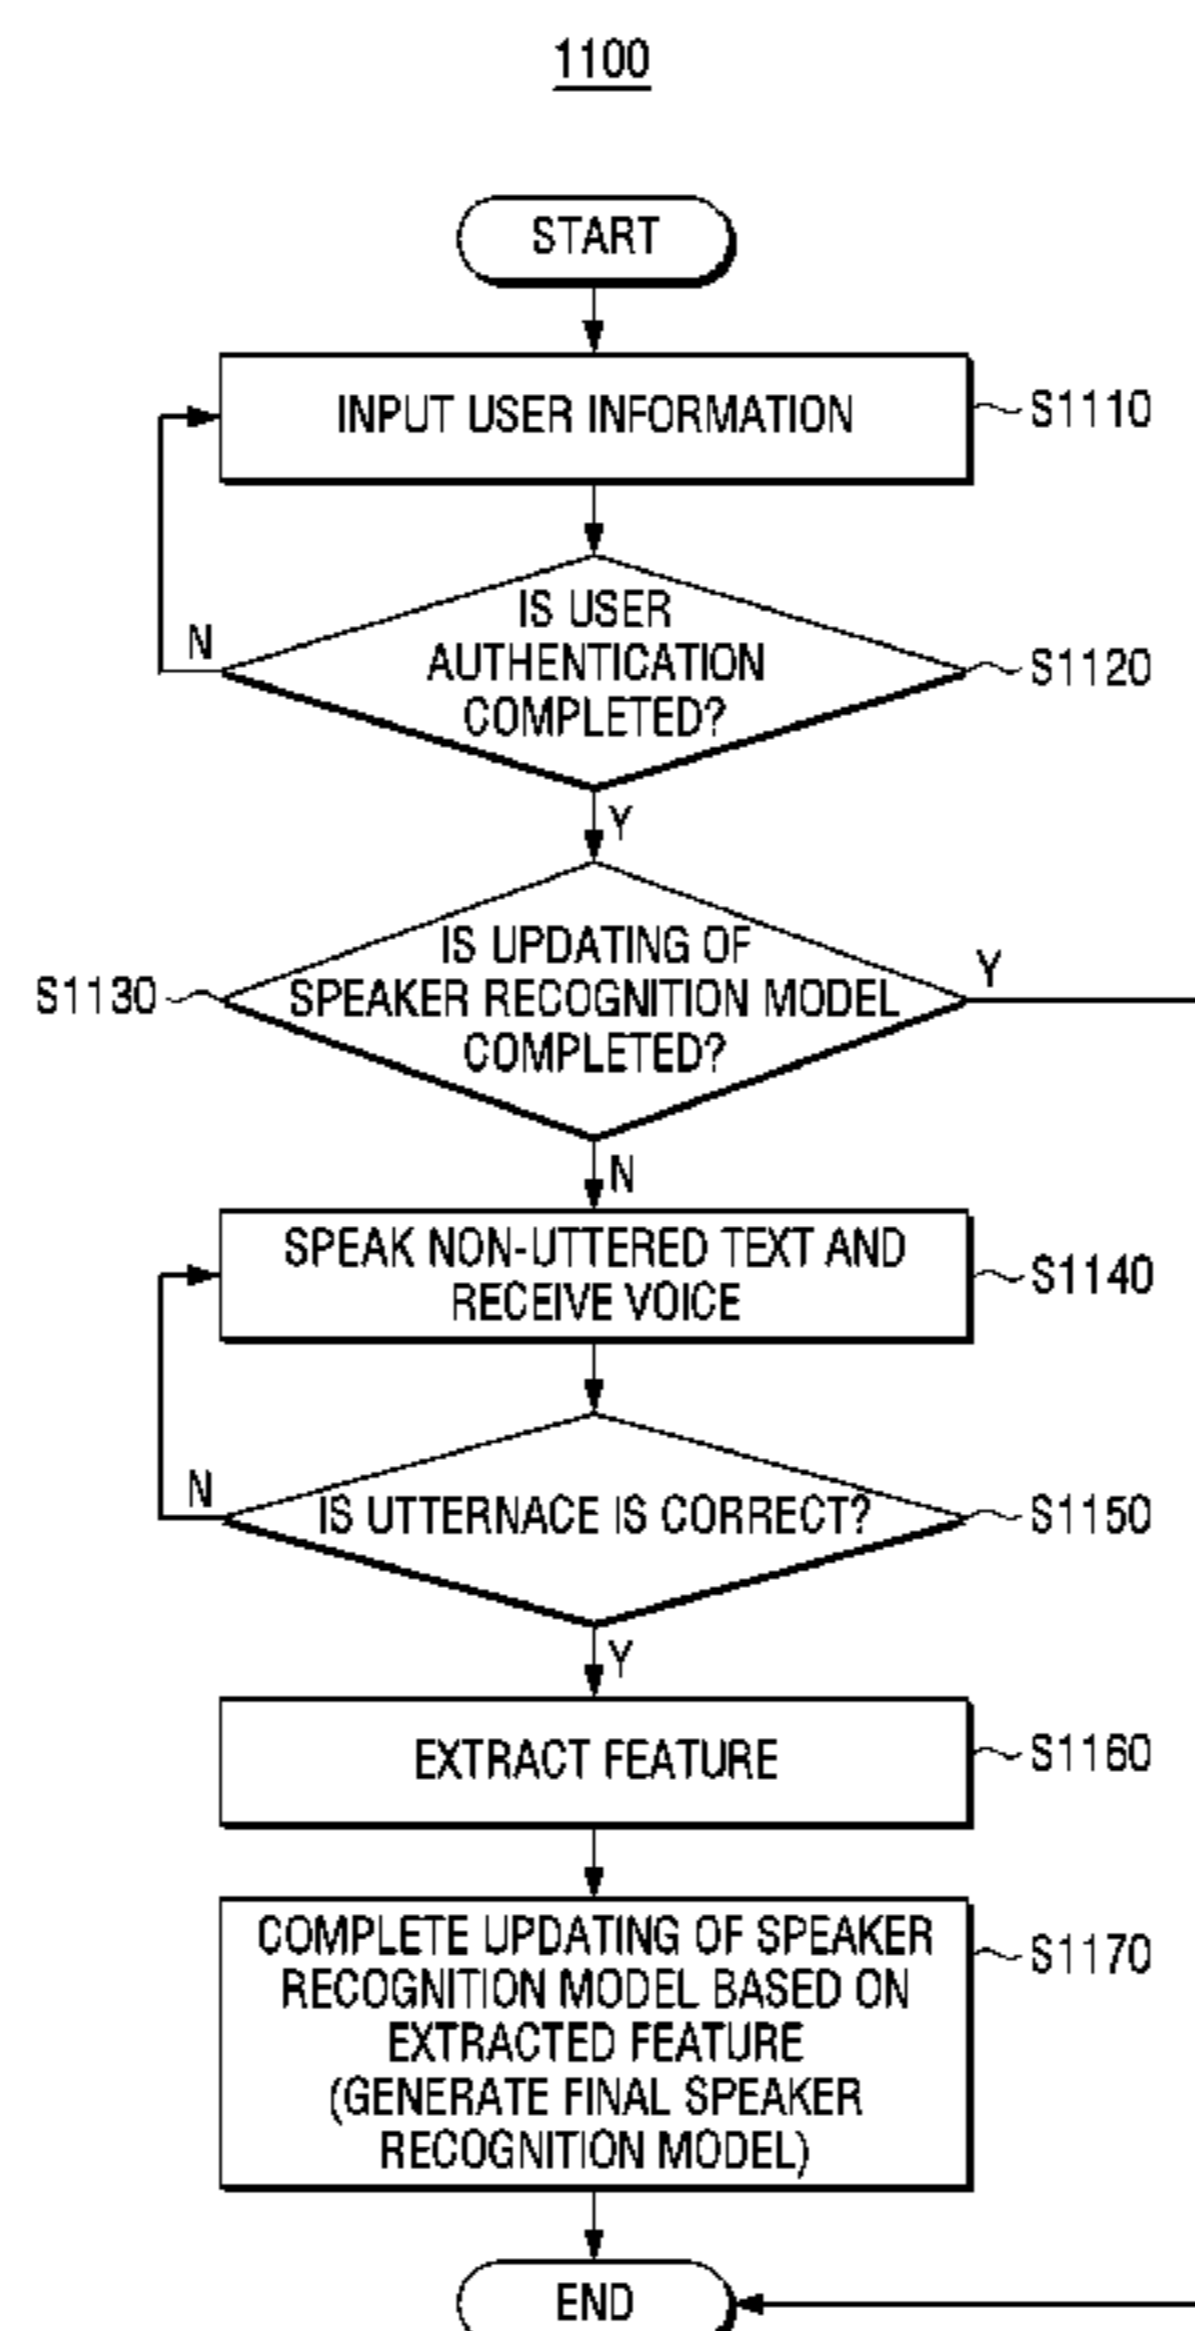 1100
START
INPUT USER INFORMATION
S1110
IS USER
AUTHENTICATION
COMPLETED?
S1120
N
Y
IS UPDATING OF
SPEAKER RECOGNITION MODEL
COMPLETED?
S1130
Y
N
SPEAK NON-UTTERED TEXT AND
RECEIVE VOICE
S1140
IS UTTERNACE IS CORRECT?
S1150
N
Y
EXTRACT FEATURE
S1160
COMPLETE UPDATING OF SPEAKER
RECOGNITION MODEL BASED ON
EXTRACTED FEATURE
(GENERATE FINAL SPEAKER
RECOGNITION MODEL)
S1170
END